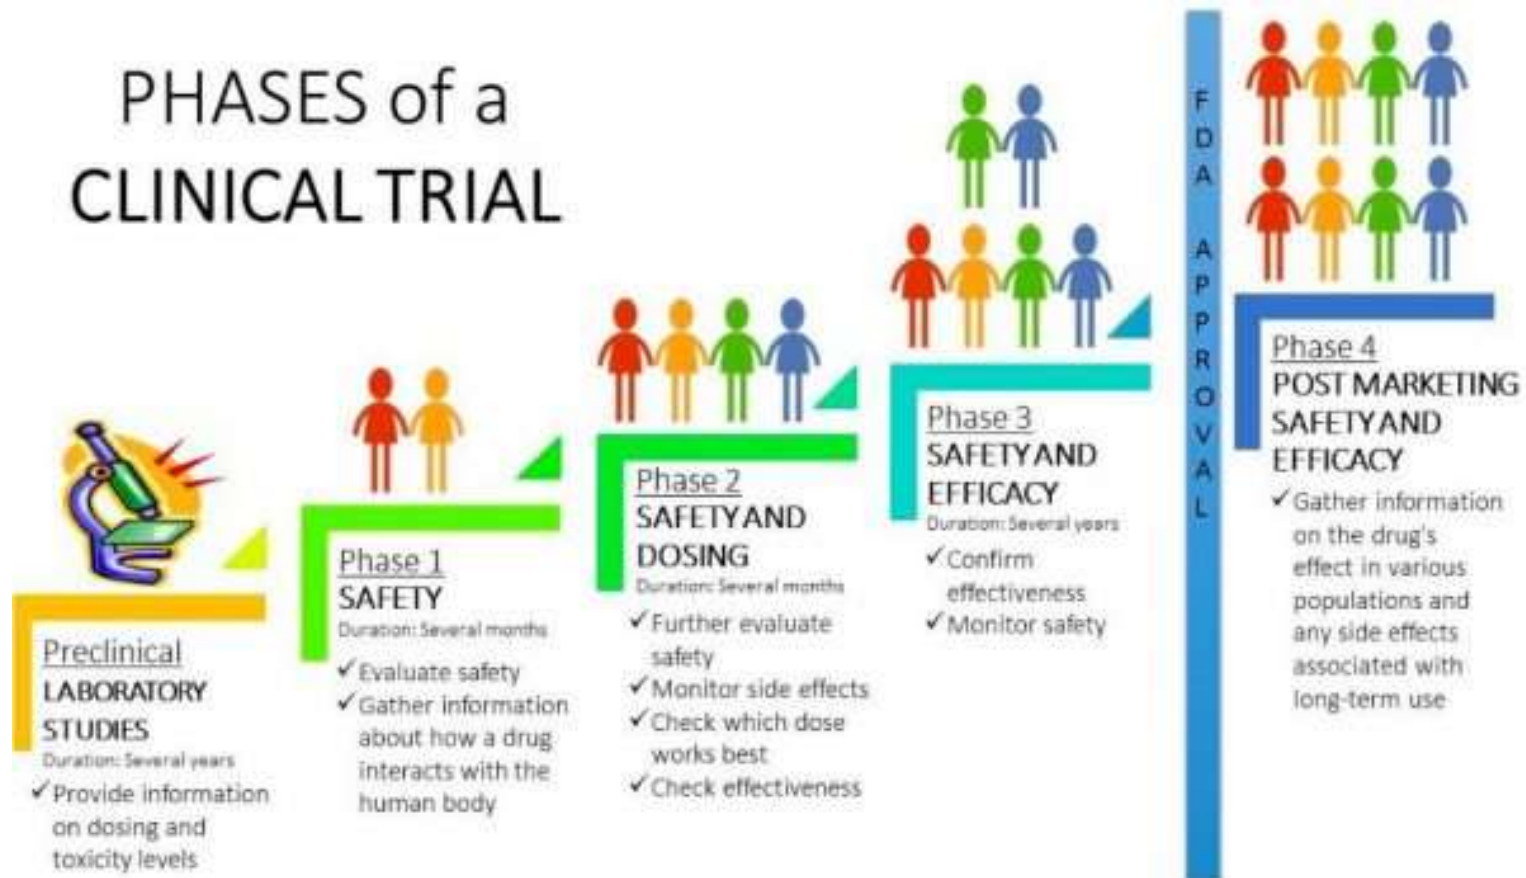 PHASES of a
CLINICAL TRIAL
Preclinical
LABORATORY
STUDIES
Duration: Several years
✓Provide information
on dosing and
toxicity levels
Phase 1
SAFETY
Duration: Several months
✓Evaluate safety
✓Gather information
about how a drug
interacts with the
human body
Phase 2
SAFETY AND
DOSING
Duration: Several months
✓Further evaluate
safety
✓Monitor side effects
✓Check which dose
works best
✓Check effectiveness
Phase 3
SAFETY AND
EFFICACY
Duration: Several years
✓Confirm
effectiveness
✓Monitor safety
FDA APPROVAL
Phase 4
POST MARKETING
SAFETY AND
EFFICACY
✓Gather information
on the drug's
effect in various
populations and
any side effects
associated with
long-term use